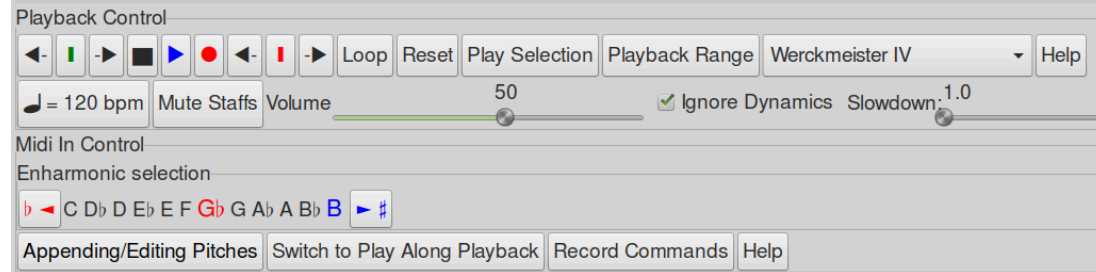 Playback Control
Loop Reset Play Selection Playback Range Werckmeister IV Help
= 120 bpm Mute Staffs Volume 50 Ignore Dynamics Slowdown: 1.0
Midi In Control
Enharmonic selection
♭ ◄ C D♭ D E♭ E F G♭ G A♭ A B♭ B ► ♯
Appending/Editing Pitches Switch to Play Along Playback Record Commands Help